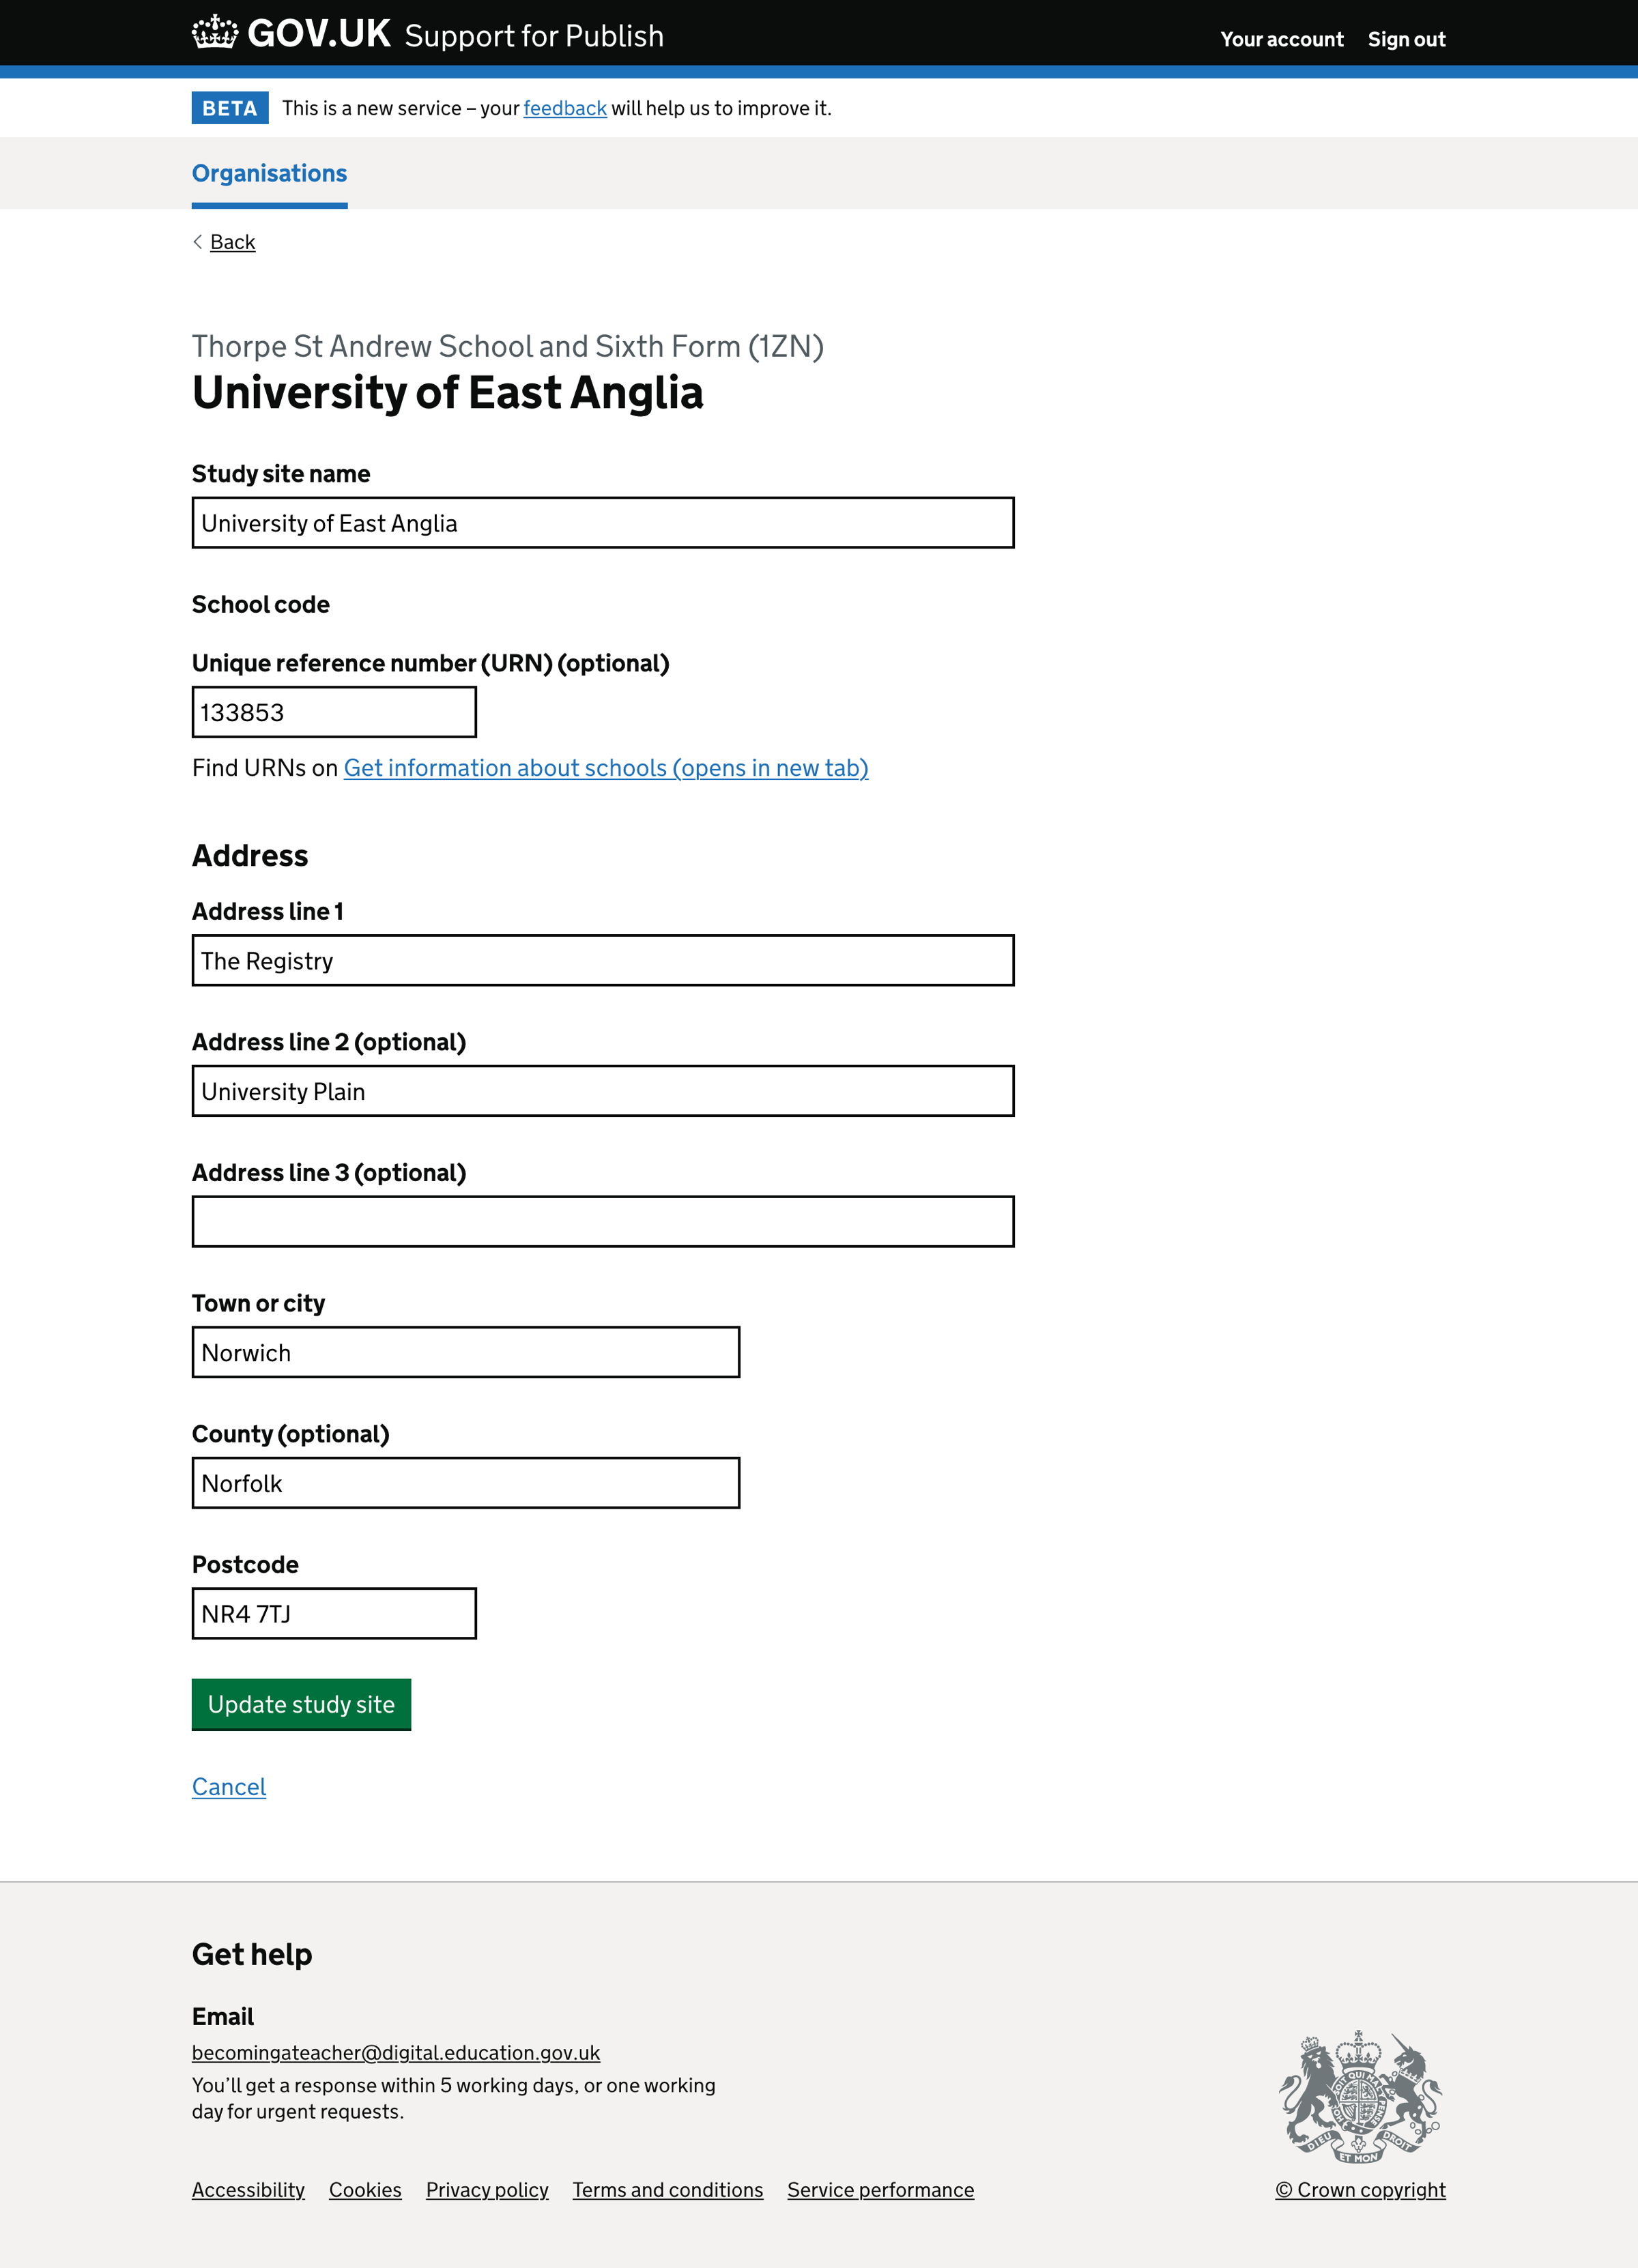 GOV.UK Support for Publish
Your account Sign out
BETA This is a new service – your feedback will help us to improve it.
Organisations
Back
Thorpe St Andrew School and Sixth Form (1ZN)
University of East Anglia
Study site name
University of East Anglia
School code
Unique reference number (URN) (optional)
133853
Find URNs on Get information about schools (opens in new tab)
Address
Address line 1
The Registry
Address line 2 (optional)
University Plain
Address line 3 (optional)
Town or city
Norwich
County (optional)
Norfolk
Postcode
NR4 7TJ
Update study site
Cancel
Get help
Email
becomingateacher@digital.education.gov.uk
You’ll get a response within 5 working days, or one working
day for urgent requests.
DIEU ET MON DROIT
Accessibility Cookies Privacy policy Terms and conditions Service performance
© Crown copyright